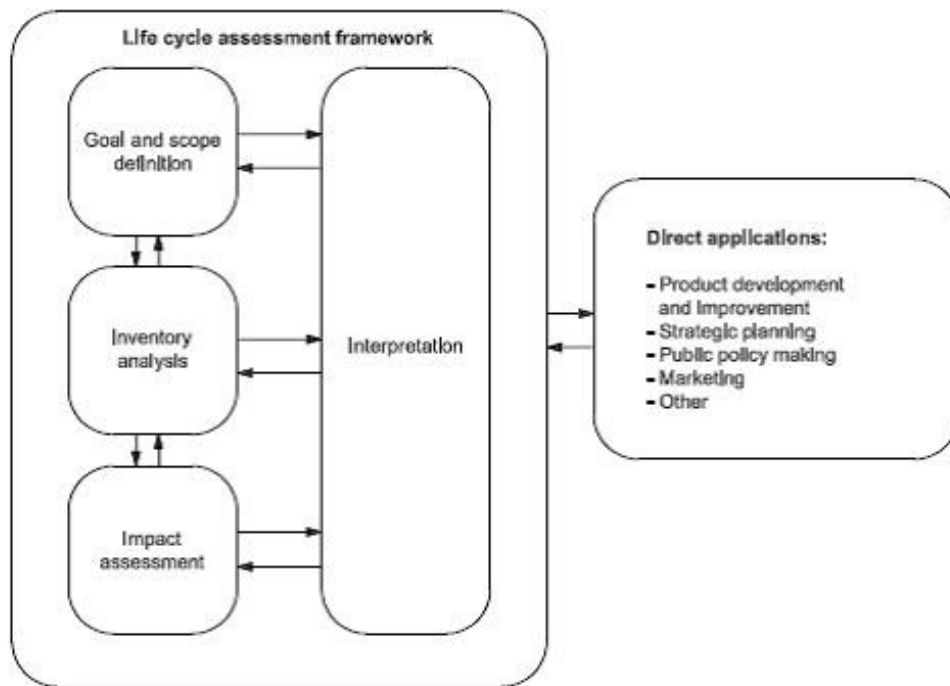 Life cycle assessment framework
Goal and scope
definition
Inventory
analysis
Impact
assessment
Interpretation
Direct applications:
- Product development
and improvement
- Strategic planning
- Public policy making
- Marketing
- Other